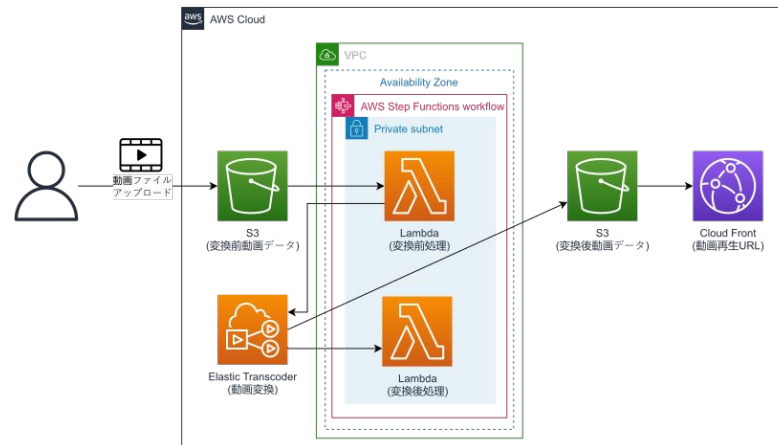 aws
AWS Cloud
VPC
Availability Zone
AWS Step Functions workflow
Private subnet
動画ファイル
アップロード
S3
(変換前動画データ)
Lambda
(変換前処理)
S3
(変換後動画データ)
Cloud Front
(動画再生URL)
Elastic Transcoder
(動画変換)
Lambda
(変換後処理)